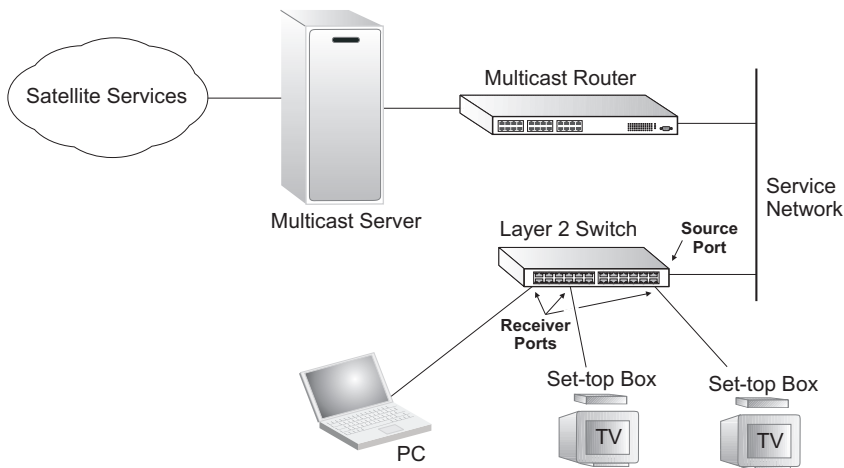 Satellite Services
Multicast Router
Service
Network
Multicast Server
Layer 2 Switch
Source
Port
Receiver
Ports
Set-top Box
Set-top Box
TV
TV
PC